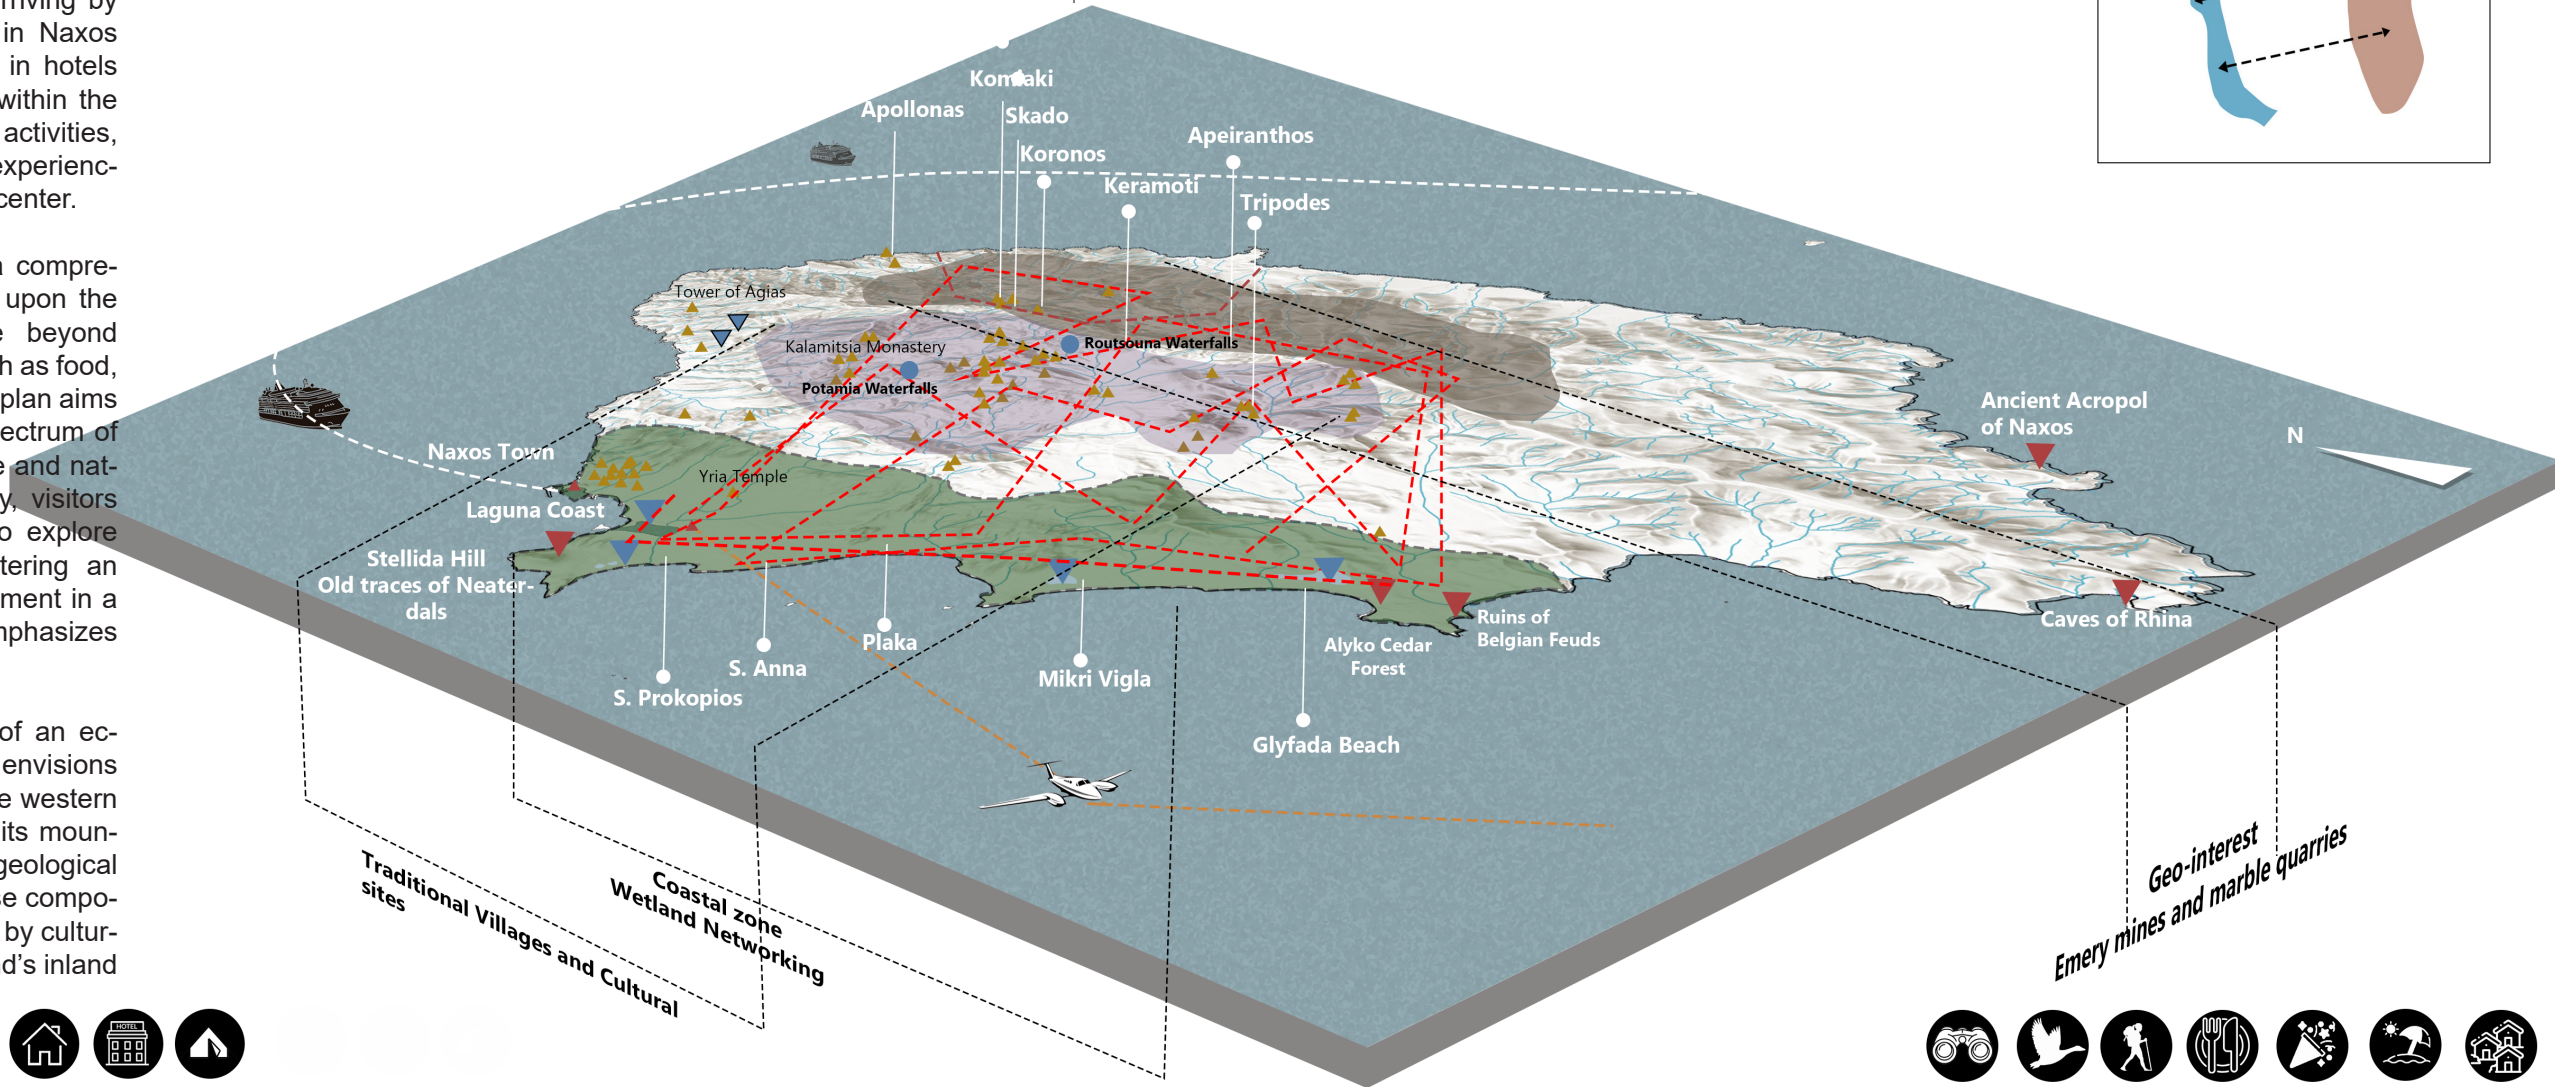 rriving by
in Naxos
in hotels
within the
activities,
experienc-
center.
a compre-
upon the
e beyond
h as food,
plan aims
ectrum of
e and nat-
y, visitors
o explore
tering an
ment in a
mphasizes
of an ec-
envisions
e western
its moun-
geological
se compo-
by cultur-
d's inland
Komiaki
Apollonas
Skado
Koronos
Apeiranthos
Keramoti
Tripodes
Tower of Agias
Kalamitsia Monastery
Routsouna Waterfalls
Potamia Waterfalls
Ancient Acropol
of Naxos
N
Naxos Town
Yria Temple
Laguna Coast
Stellida Hill
Old traces of Neater-
dals
Caves of Rhina
Ruins of
Belgian Feuds
Alyko Cedar
Forest
Plaka
S. Anna
Mikri Vigla
S. Prokopios
Glyfada Beach
Traditional Villages and Cultural
sites
Coastal zone
Wetland Networking
Geo-interest
Emery mines and marble quarries
HOTEL